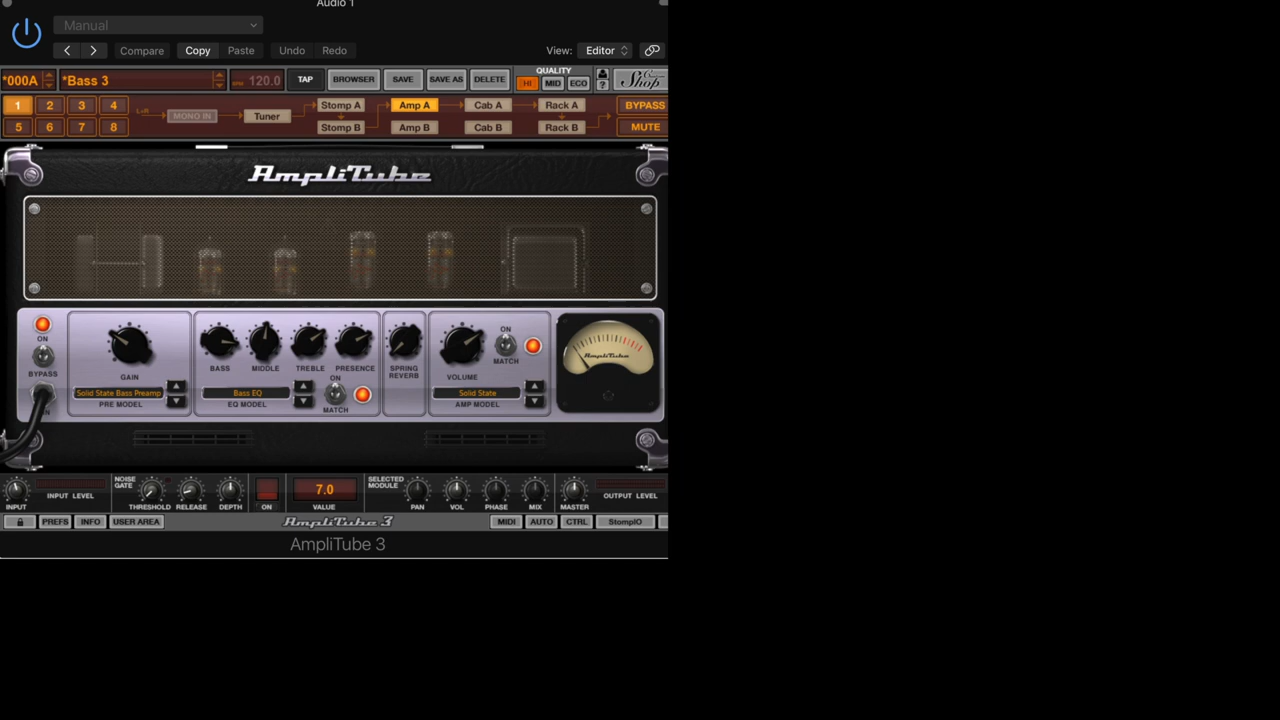 Audio 1
Manual
Compare Copy Paste Undo Redo View: Editor
*000A *Bass 3 120.0 TAP BROWSER SAVE SAVE AS DELETE QUALITY HI MID ECO ? Custom Shop
1 2 3 4 L+R MONO IN Tuner Stomp A Amp A Cab A Rack A BYPASS
5 6 7 8 Stomp B Amp B Cab B Rack B MUTE
AmpliTube
ON
BYPASS
GAIN
Solid State Bass Preamp
PRE MODEL
BASS MIDDLE TREBLE PRESENCE
Bass EQ
EQ MODEL
ON
MATCH
SPRING
REVERB
VOLUME
ON
MATCH
Solid State
AMP MODEL
AmpliTube
INPUT INPUT LEVEL
NOISE
GATE
THRESHOLD RELEASE DEPTH ON
7.0
VALUE
SELECTED
MODULE
PAN VOL PHASE MIX MASTER OUTPUT LEVEL
PREFS INFO USER AREA AmpliTube 3 MIDI AUTO CTRL StompIO
AmpliTube 3